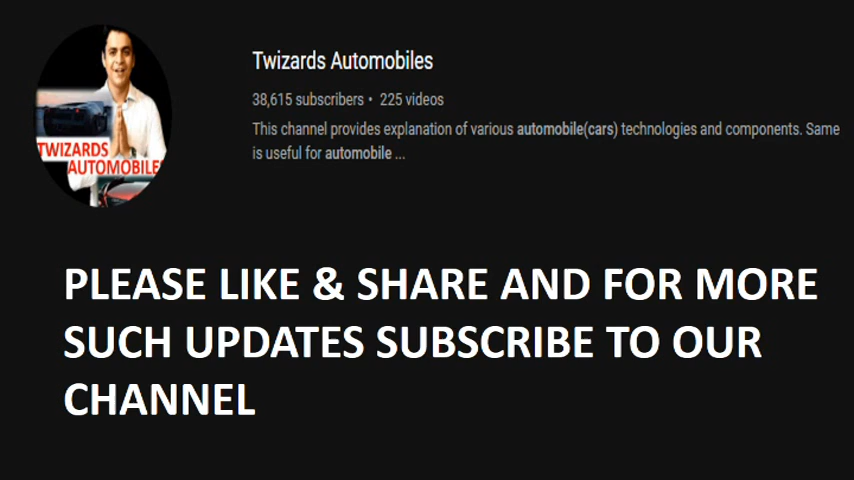 TWIZARDS
AUTOMOBILES
Twizards Automobiles
38,615 subscribers • 225 videos
This channel provides explanation of various automobile(cars) technologies and components. Same
is useful for automobile ...
PLEASE LIKE & SHARE AND FOR MORE
SUCH UPDATES SUBSCRIBE TO OUR
CHANNEL